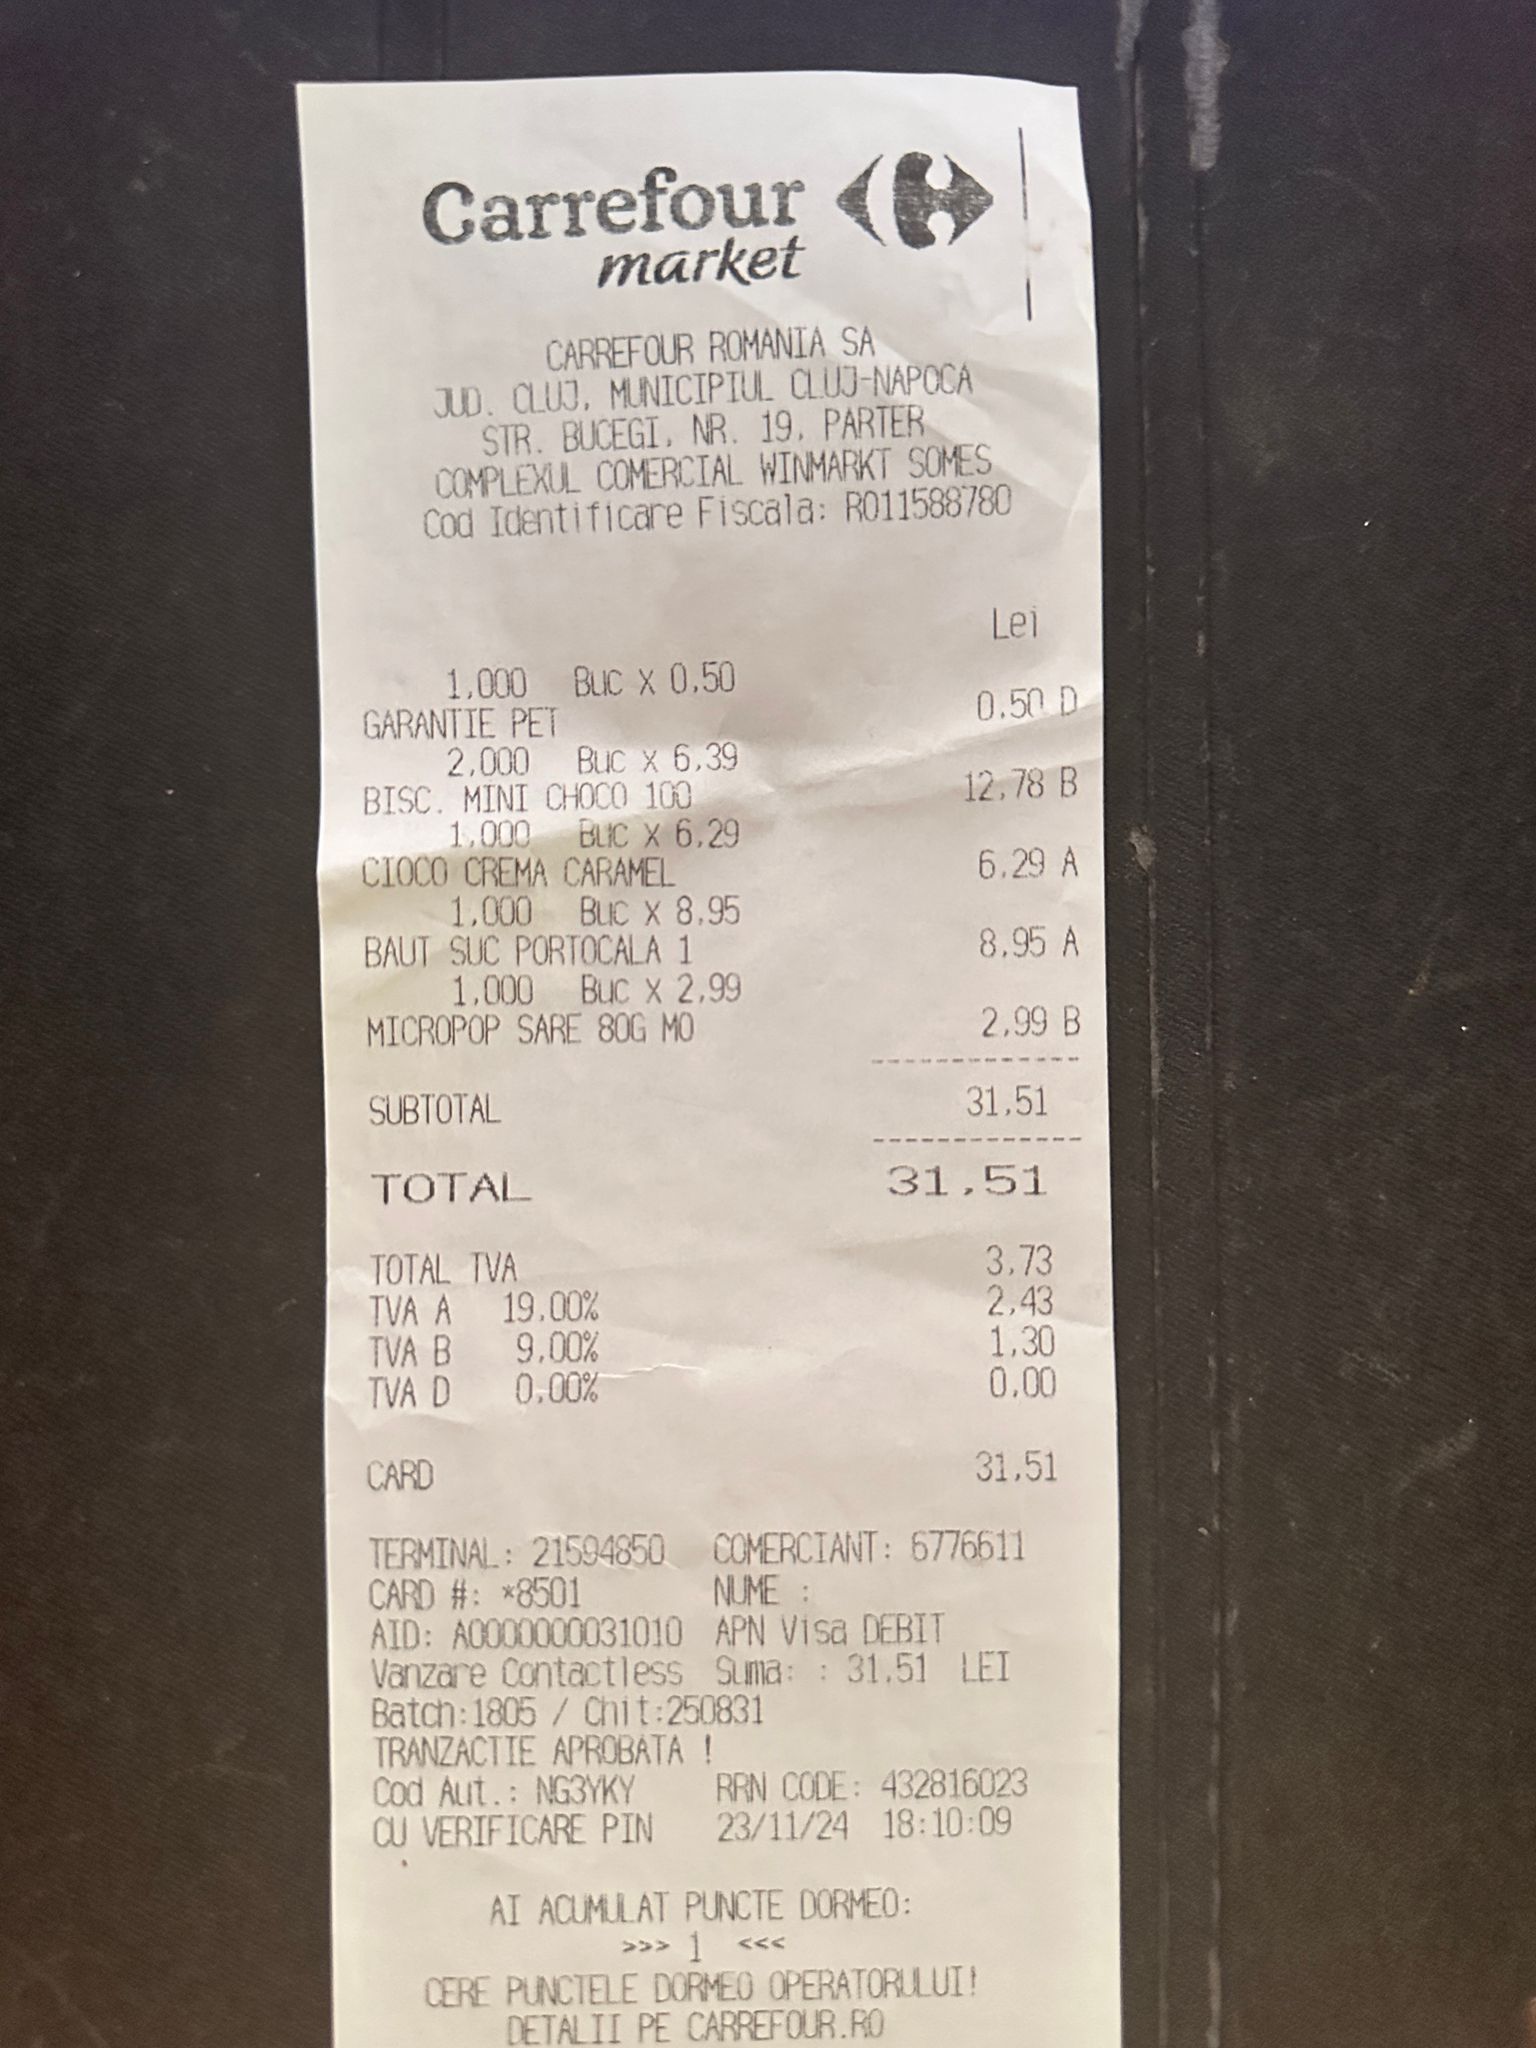 Carrefour
market
CARREFOUR ROMANIA SA
JUD. CLUJ, MUNICIPIUL CLUJ-NAPOCA
STR. BUCEGI, NR. 19, PARTER
COMPLEXUL COMERCIAL WINMARKT SOMES
Cod Identificare Fiscala: RO11588780
Lei
1,000 Buc X 0,50
GARANTIE PET 0,50 D
2,000 Buc X 6,39
BISC. MINI CHOCO 100 12,78 B
1,000 Buc X 6,29
CIOCO CREMA CARAMEL 6,29 A
1,000 Buc X 8,95
BAUT SUC PORTOCALA 1 8,95 A
1,000 Buc X 2,99
MICROPOP SARE 80G MO 2,99 B
SUBTOTAL 31,51
TOTAL 31,51
TOTAL TVA 3,73
TVA A 19,00% 2,43
TVA B 9,00% 1,30
TVA D 0,00% 0,00
CARD 31,51
TERMINAL: 21594850 COMERCIANT: 6776611
CARD #: *8501 NUME :
AID: A0000000031010 APN Visa DEBIT
Vanzare Contactless Suma: : 31.51 LEI
Batch:1805 / Chit:250831
TRANZACTIE APROBATA !
Cod Aut.: NG3YKY RRN CODE: 432816023
CU VERIFICARE PIN 23/11/24 18:10:09
AI ACUMULAT PUNCTE DORMEO:
>>> 1 <<<
CERE PUNCTELE DORMEO OPERATORULUI!
DETALII PE CARREFOUR.RO